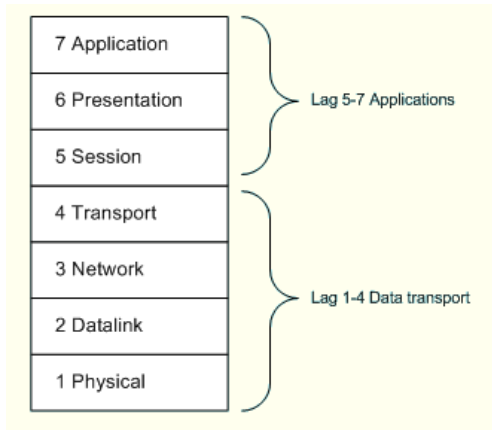 7 Application
6 Presentation
5 Session
4 Transport
3 Network
2 Datalink
1 Physical
Lag 5-7 Applications
Lag 1-4 Data transport